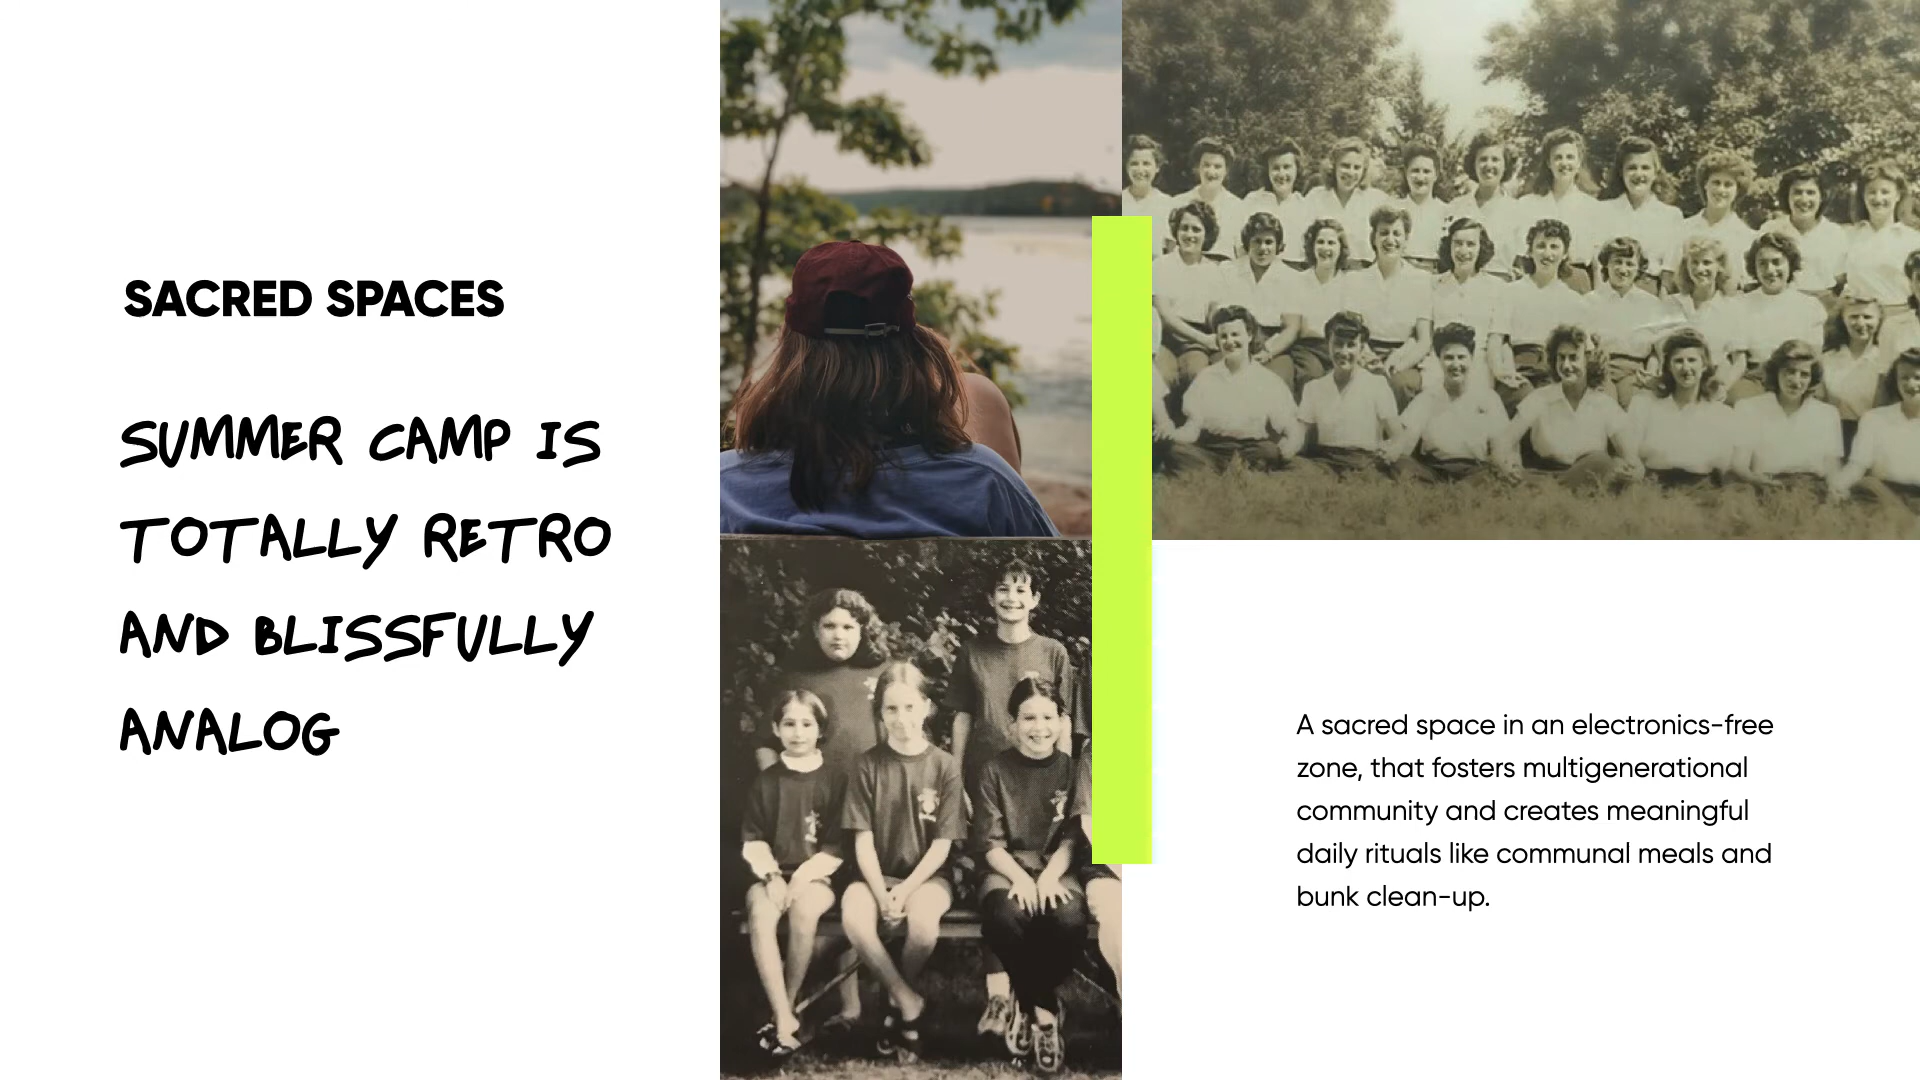 SACRED SPACES
SUMMER CAMP IS
TOTALLY RETRO
AND BLISSFULLY
ANALOG
A sacred space in an electronics-free
zone, that fosters multigenerational
community and creates meaningful
daily rituals like communal meals and
bunk clean-up.